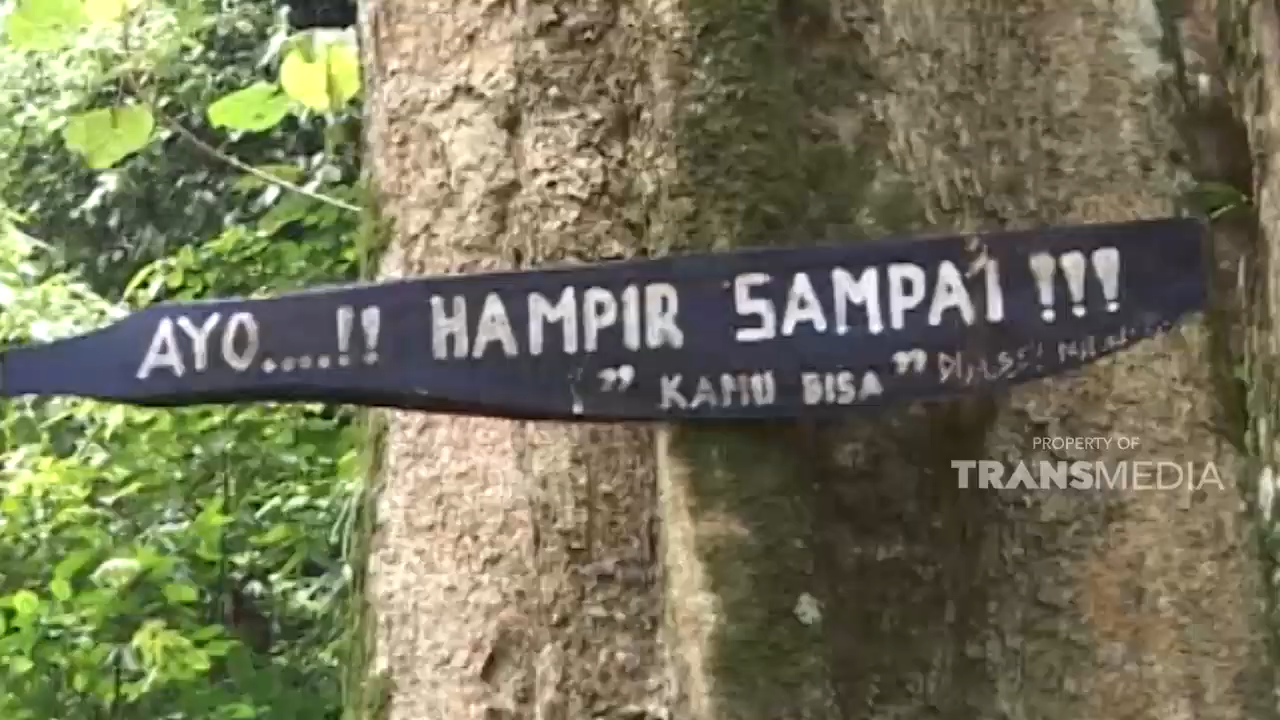 AYO....!! HAMPIR SAMPAI !!!
" KAMU BISA "
PROPERTY OF
TRANSMEDIA